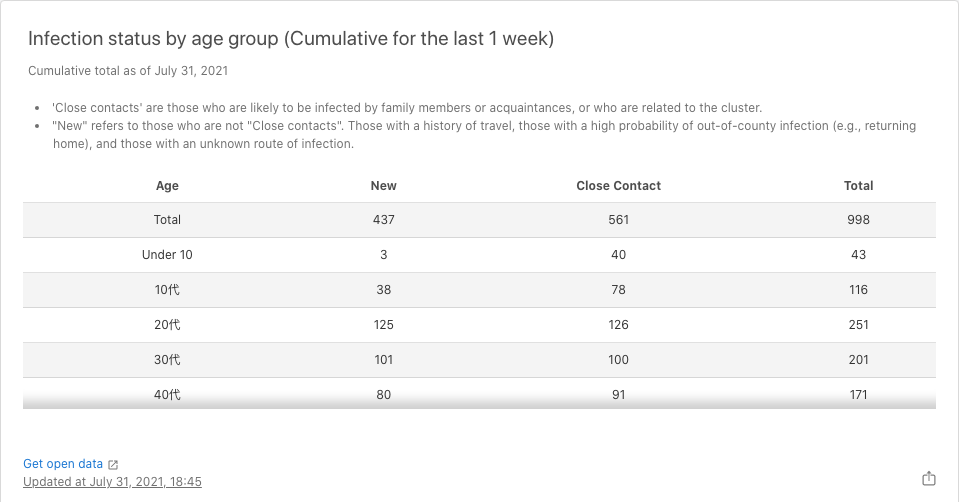 Infection status by age group (Cumulative for the last 1 week)
Cumulative total as of July 31, 2021
• 'Close contacts' are those who are likely to be infected by family members or acquaintances, or who are related to the cluster.
• "New" refers to those who are not "Close contacts". Those with a history of travel, those with a high probability of out-of-county infection (e.g., returning
home), and those with an unknown route of infection.
Age New Close Contact Total
Total 437 561 998
Under 10 3 40 43
10代 38 78 116
20代 125 126 251
30代 101 100 201
40代 80 91 171
Get open data
Updated at July 31, 2021, 18:45